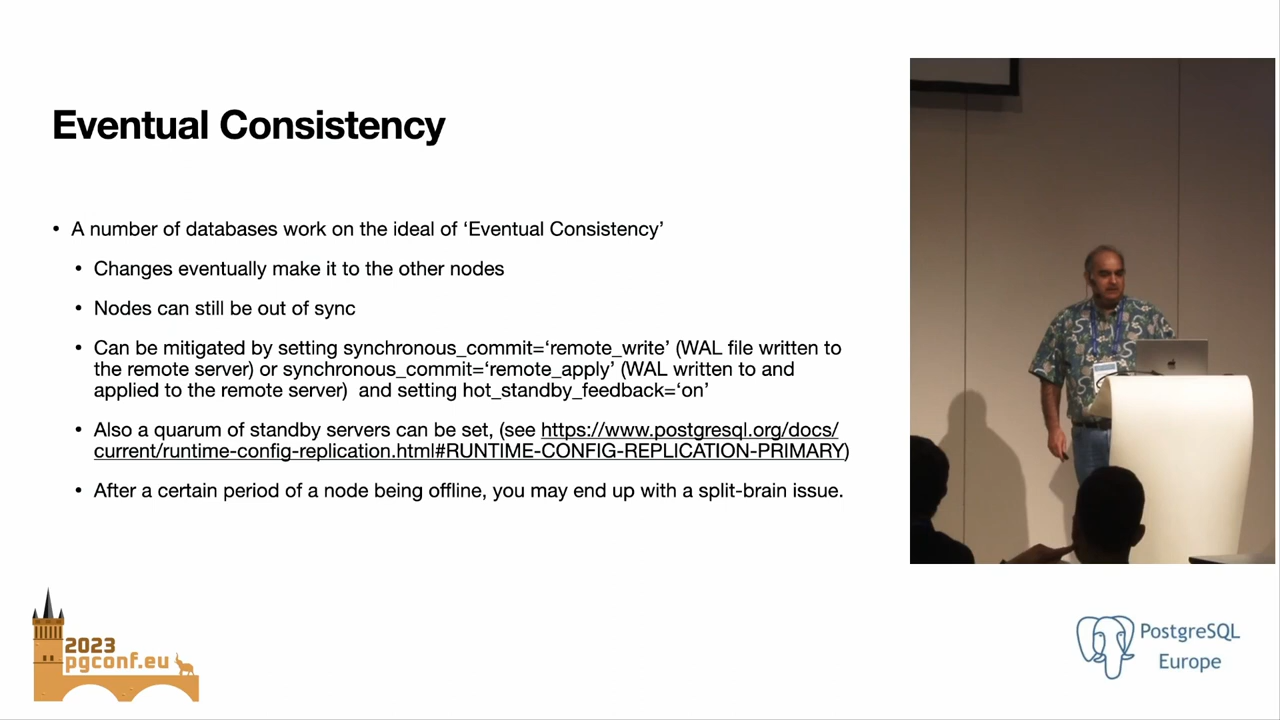 Eventual Consistency
• A number of databases work on the ideal of ‘Eventual Consistency’
• Changes eventually make it to the other nodes
• Nodes can still be out of sync
• Can be mitigated by setting synchronous_commit=‘remote_write’ (WAL file written to
the remote server) or synchronous_commit=‘remote_apply’ (WAL written to and
applied to the remote server)  and setting hot_standby_feedback=‘on’
• Also a quarum of standby servers can be set, (see https://www.postgresql.org/docs/
current/runtime-config-replication.html#RUNTIME-CONFIG-REPLICATION-PRIMARY)
• After a certain period of a node being offline, you may end up with a split-brain issue.
2023
pgconf.eu
PostgreSQL
Europe